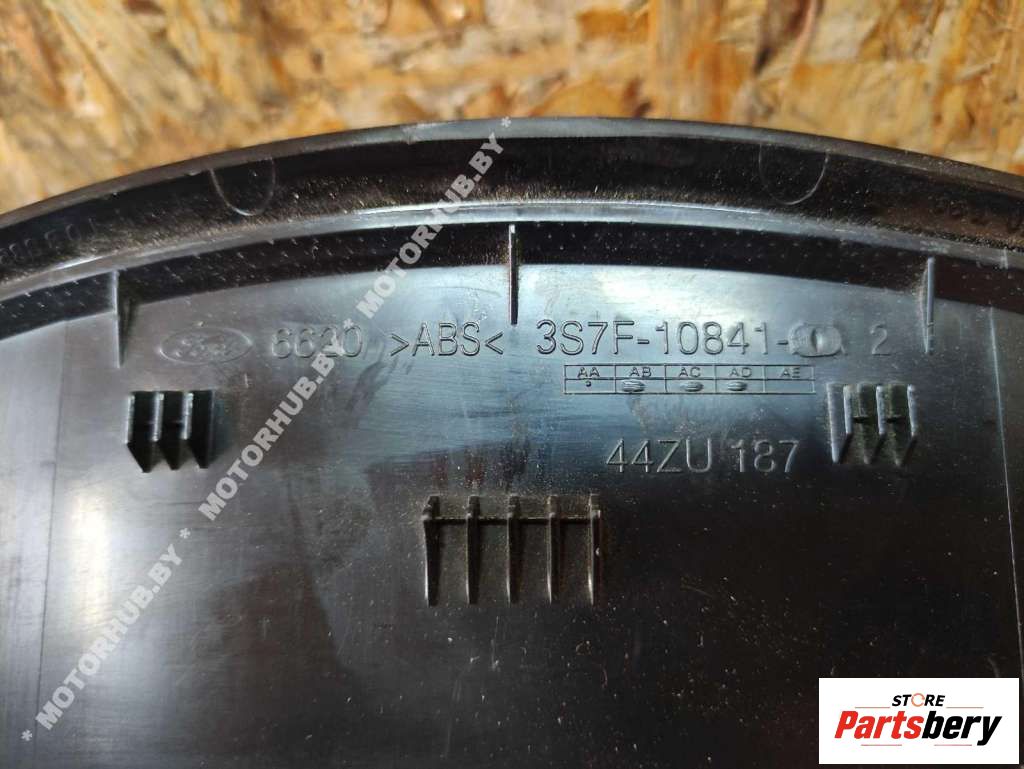 Ford 6620 >ABS< 3S7F-10841- 2
AA AB AC AD AE
44ZU 187
* MOTORHUB.BY * MOTORHUB.BY * MOTORHUB.BY *
STORE
Partsbery